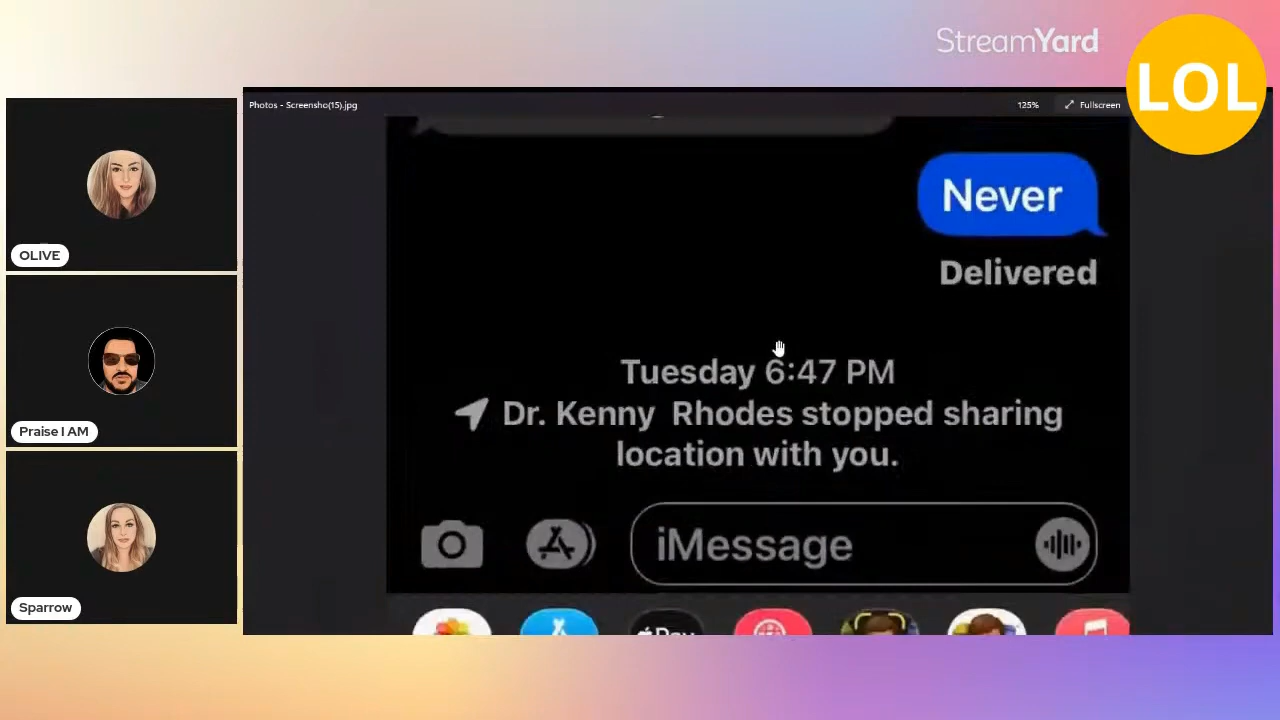 StreamYard
LOL
Photos - Screensho(15).jpg
125%
Fullscreen
Never
Delivered
Tuesday 6:47 PM
Dr. Kenny Rhodes stopped sharing
location with you.
iMessage
Pay
OLIVE
Praise I AM
Sparrow